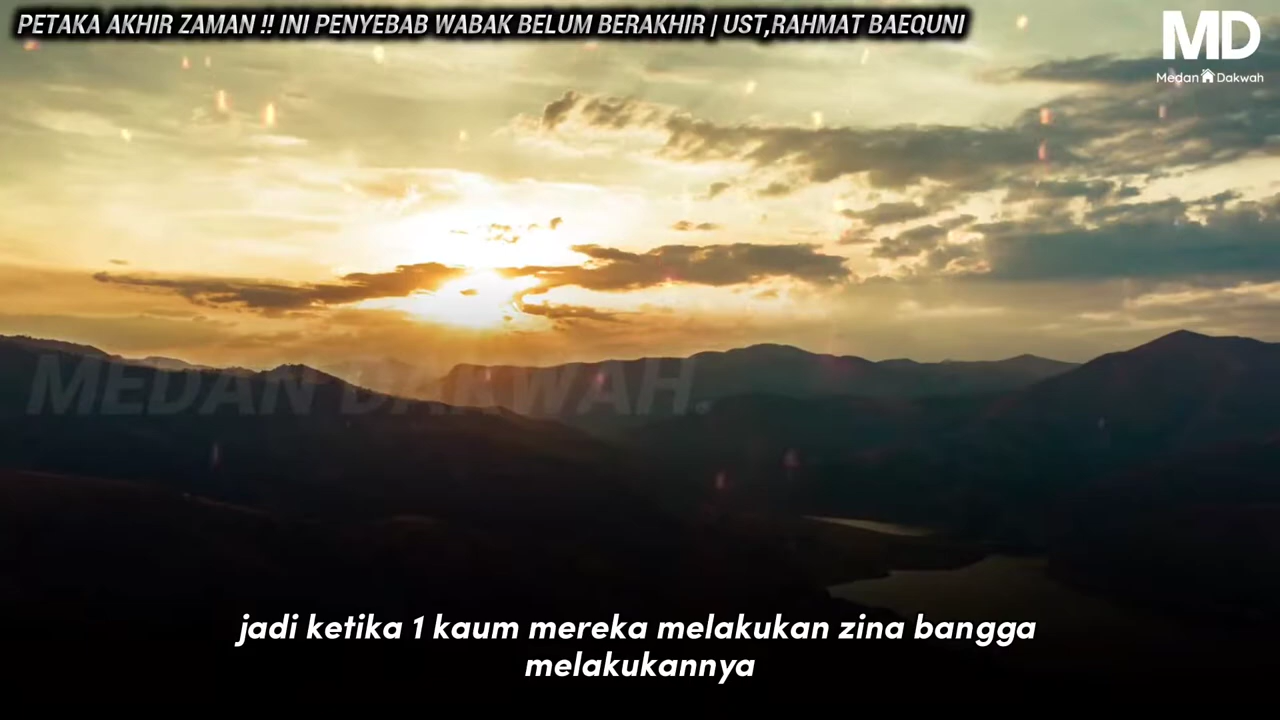 PETAKA AKHIR ZAMAN !! INI PENYEBAB WABAK BELUM BERAKHIR | UST,RAHMAT BAEQUNI
MD
Medan Dakwah
MEDAN DAKWAH.
jadi ketika 1 kaum mereka melakukan zina bangga
melakukannya